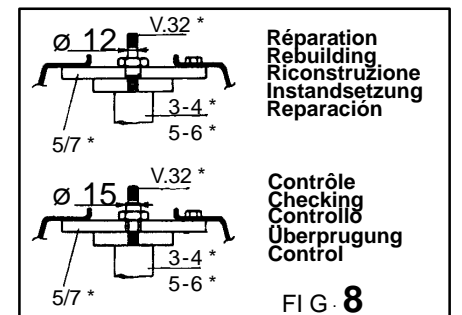 V.32 *
ø 12
3-4 *
5-6 *
5/7 *
Réparation
Rebuilding
Riconstruzione
Instandsetzung
Reparación
V.32 *
ø 15
3-4 *
5-6 *
5/7 *
Contrôle
Checking
Controllo
Überprugung
Control
FI G · 8